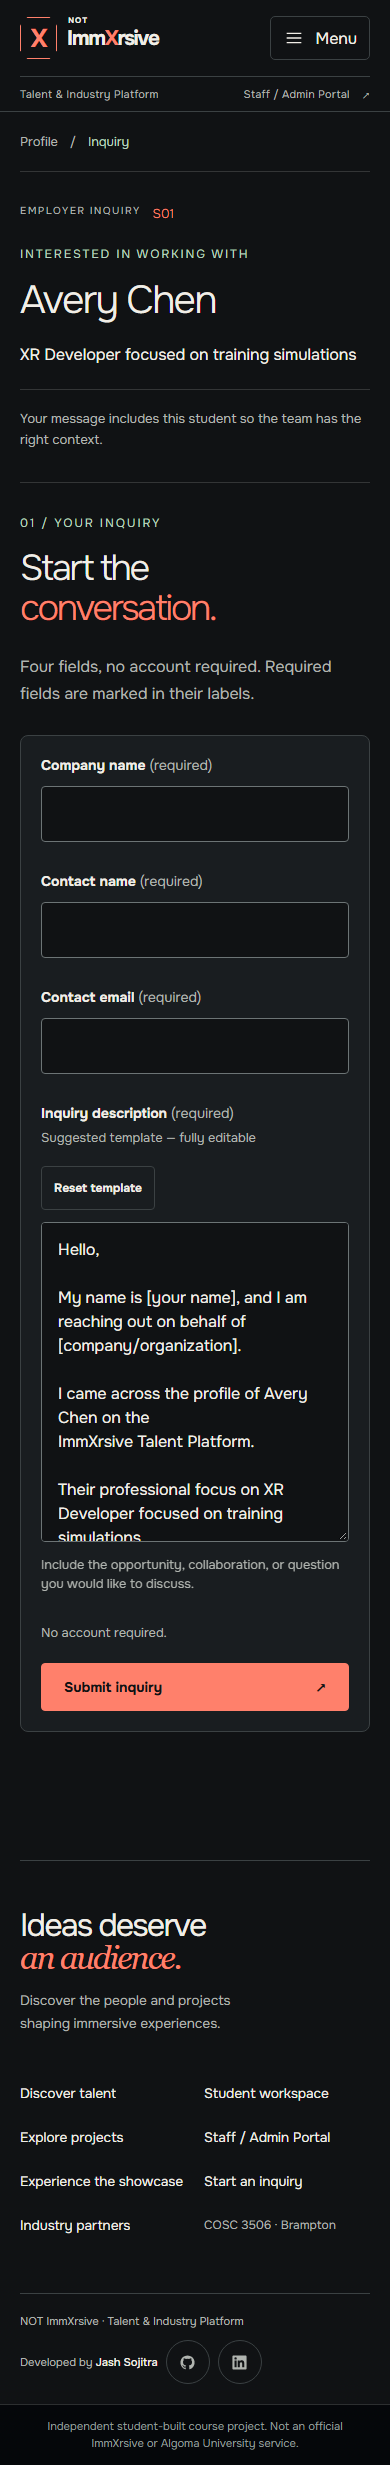 NOT
X ImmXrsive
Menu
Talent & Industry Platform
Staff / Admin Portal ↗
Profile / Inquiry
EMPLOYER INQUIRY S01
INTERESTED IN WORKING WITH
Avery Chen
XR Developer focused on training simulations
Your message includes this student so the team has the
right context.
01 / YOUR INQUIRY
Start the
conversation.
Four fields, no account required. Required
fields are marked in their labels.
Company name (required)
Contact name (required)
Contact email (required)
Inquiry description (required)
Suggested template — fully editable
Reset template
Hello,
My name is [your name], and I am
reaching out on behalf of
[company/organization].
I came across the profile of Avery
Chen on the
ImmXrsive Talent Platform.
Their professional focus on XR
Developer focused on training
simulations
Include the opportunity, collaboration, or question
you would like to discuss.
No account required.
Submit inquiry ↗
Ideas deserve
an audience.
Discover the people and projects
shaping immersive experiences.
Discover talent
Student workspace
Explore projects
Staff / Admin Portal
Experience the showcase
Start an inquiry
Industry partners
COSC 3506 · Brampton
NOT ImmXrsive · Talent & Industry Platform
Developed by Jash Sojitra
Independent student-built course project. Not an official
ImmXrsive or Algoma University service.